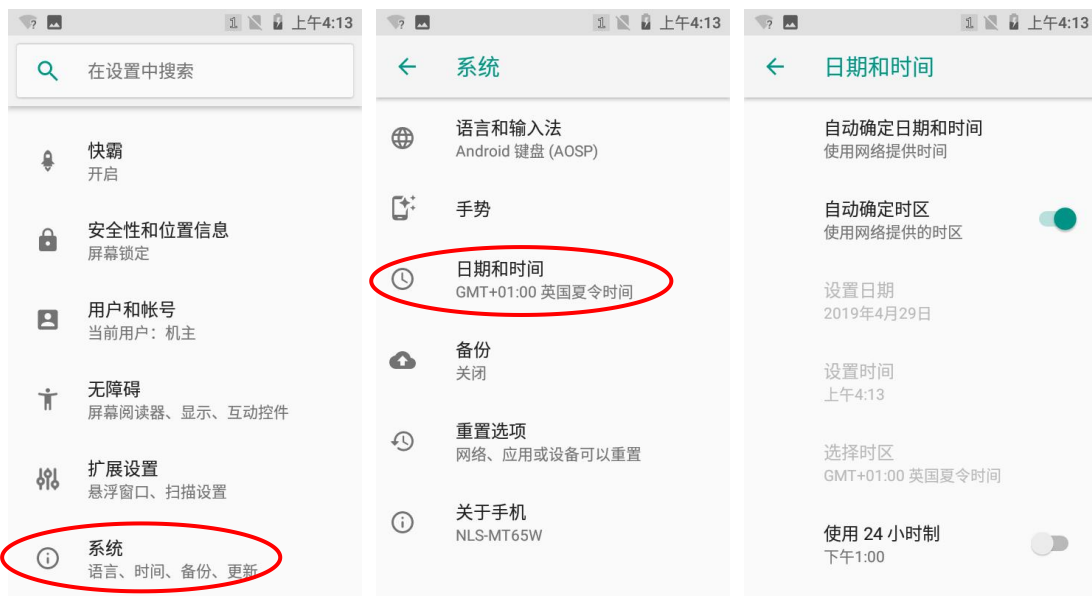 上午4:13
在设置中搜索
快霸
开启
安全性和位置信息
屏幕锁定
用户和帐号
当前用户：机主
无障碍
屏幕阅读器、显示、互动控件
扩展设置
悬浮窗口、扫描设置
系统
语言、时间、备份、更新
上午4:13
系统
语言和输入法
Android 键盘 (AOSP)
手势
日期和时间
GMT+01:00 英国夏令时间
备份
关闭
重置选项
网络、应用或设备可以重置
关于手机
NLS-MT65W
上午4:13
日期和时间
自动确定日期和时间
使用网络提供时间
自动确定时区
使用网络提供的时区
设置日期
2019年4月29日
设置时间
上午4:13
选择时区
GMT+01:00 英国夏令时间
使用 24 小时制
下午1:00